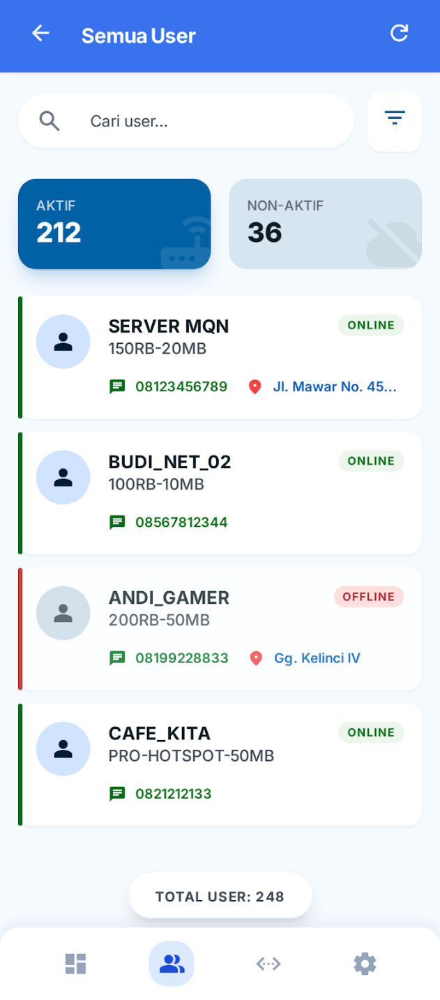 Semua User
Cari user...
AKTIF
212
NON-AKTIF
36
SERVER MQN
ONLINE
150RB-20MB
08123456789
Jl. Mawar No. 45...
BUDI_NET_02
ONLINE
100RB-10MB
08567812344
ANDI_GAMER
OFFLINE
200RB-50MB
08199228833
Gg. Kelinci IV
CAFE_KITA
ONLINE
PRO-HOTSPOT-50MB
0821212133
TOTAL USER: 248